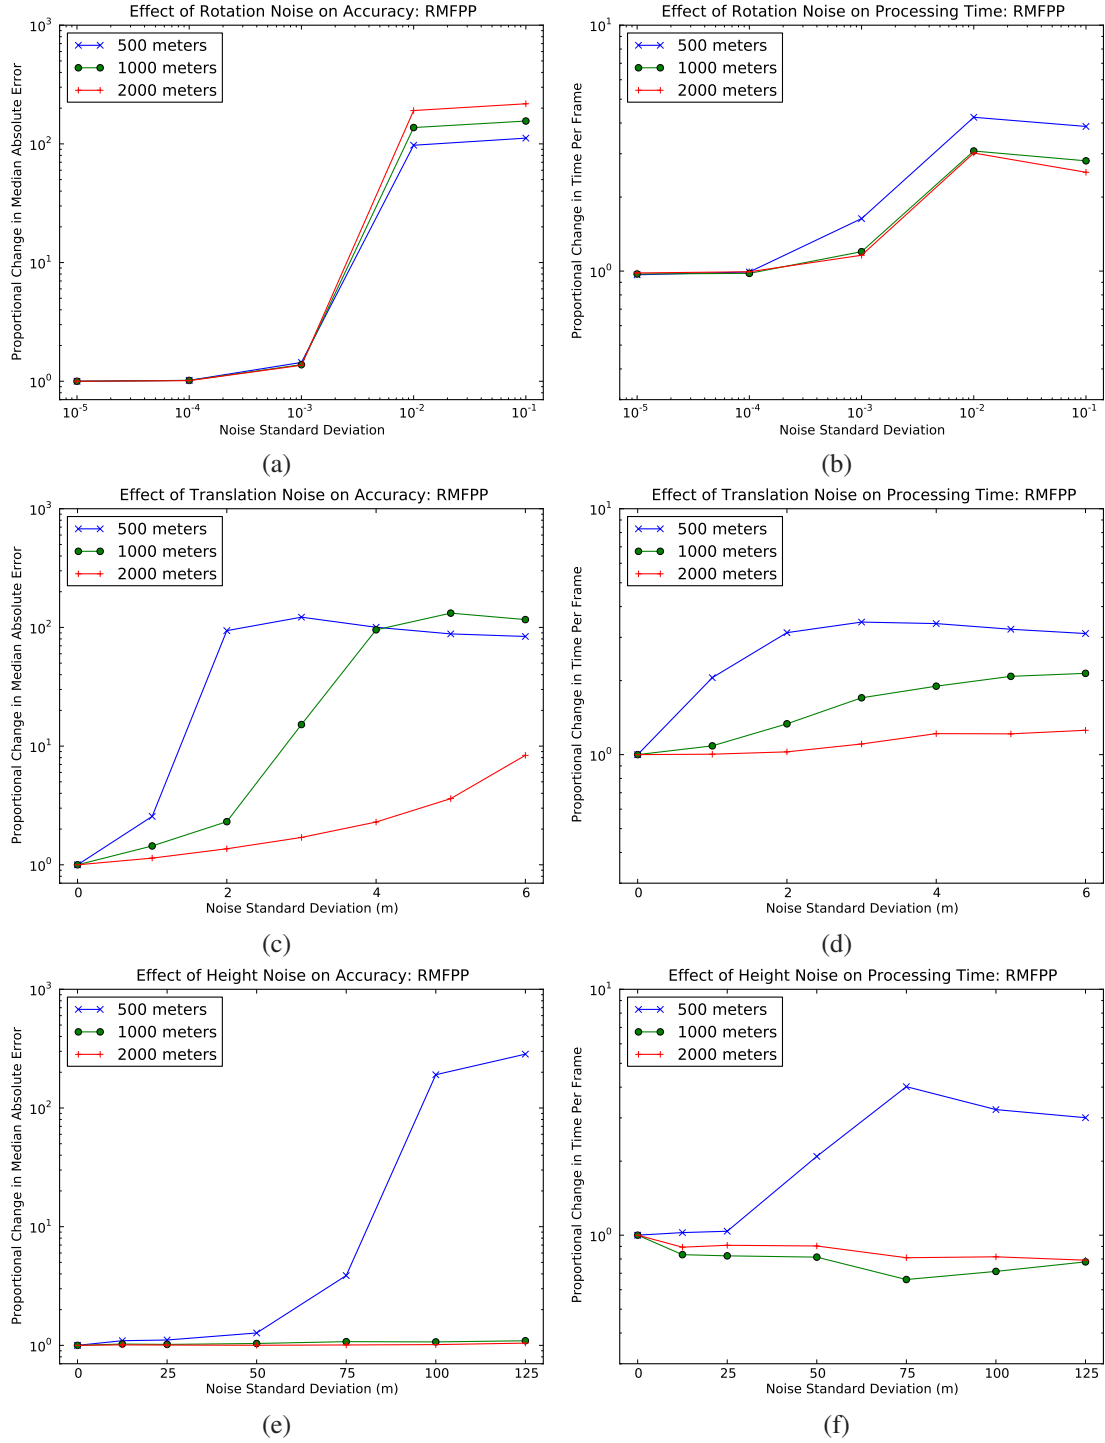 Effect of Rotation Noise on Accuracy: RMFPP
Proportional Change in Median Absolute Error
10^3
10^2
10^1
10^0
500 meters
1000 meters
2000 meters
10^-5 10^-4 10^-3 10^-2 10^-1
Noise Standard Deviation
(a)
Effect of Rotation Noise on Processing Time: RMFPP
Proportional Change in Time Per Frame
10^1
10^0
500 meters
1000 meters
2000 meters
10^-5 10^-4 10^-3 10^-2 10^-1
Noise Standard Deviation
(b)
Effect of Translation Noise on Accuracy: RMFPP
Proportional Change in Median Absolute Error
10^3
10^2
10^1
10^0
500 meters
1000 meters
2000 meters
0 2 4 6
Noise Standard Deviation (m)
(c)
Effect of Translation Noise on Processing Time: RMFPP
Proportional Change in Time Per Frame
10^1
10^0
500 meters
1000 meters
2000 meters
0 2 4 6
Noise Standard Deviation (m)
(d)
Effect of Height Noise on Accuracy: RMFPP
Proportional Change in Median Absolute Error
10^3
10^2
10^1
10^0
500 meters
1000 meters
2000 meters
0 25 50 75 100 125
Noise Standard Deviation (m)
(e)
Effect of Height Noise on Processing Time: RMFPP
Proportional Change in Time Per Frame
10^1
10^0
500 meters
1000 meters
2000 meters
0 25 50 75 100 125
Noise Standard Deviation (m)
(f)